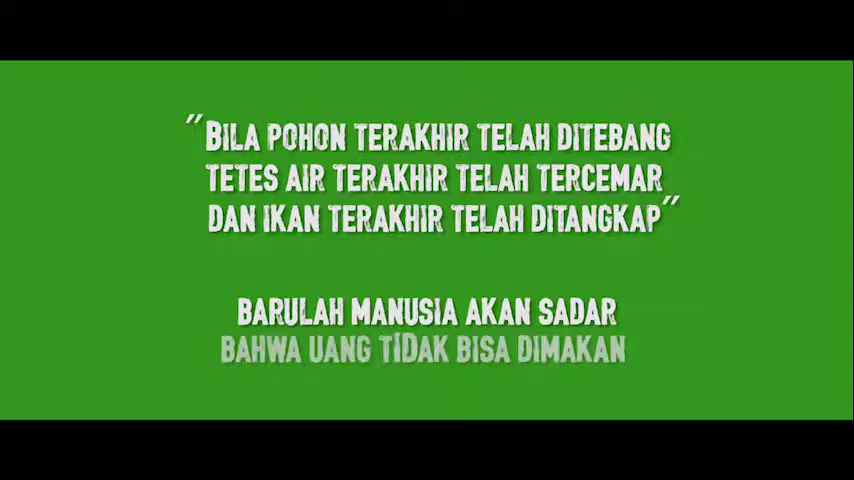 "Bila pohon terakhir telah ditebang
tetes air terakhir telah tercemar
dan ikan terakhir telah ditangkap"
barulah manusia akan sadar
bahwa uang tidak bisa dimakan